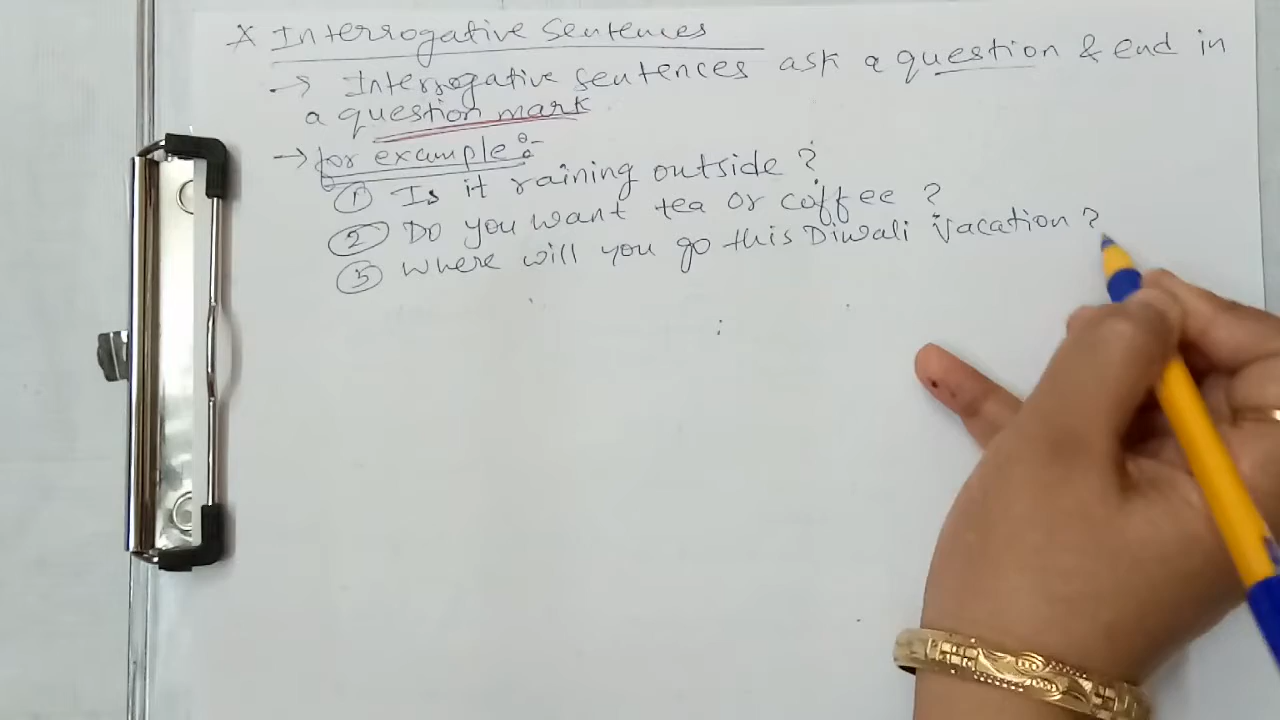 * Interrogative Sentences
→ Interrogative sentences ask a question & end in
a question mark
→ for example :-
① Is it raining outside ?
② Do you want tea or coffee ?
③ Where will you go this Diwali vacation ?